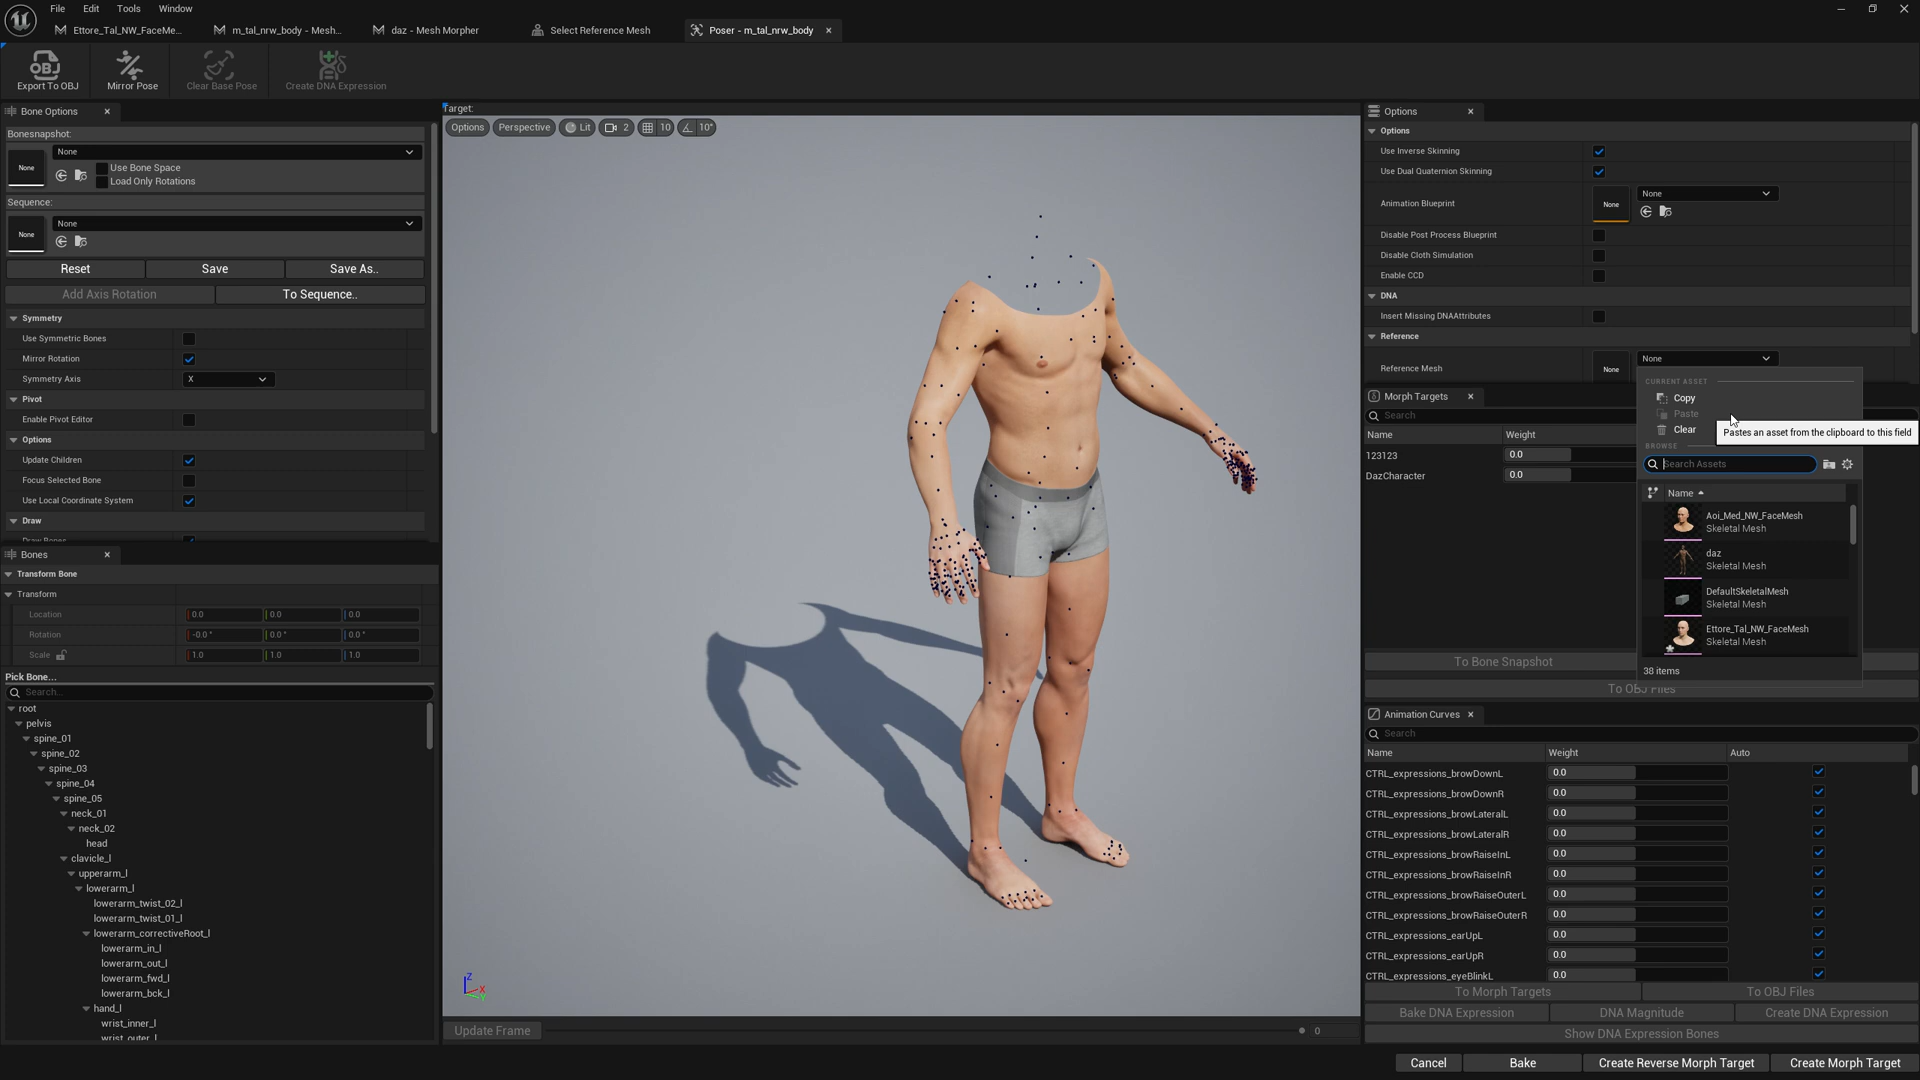 File Edit Tools Window
Ettore_Tal_NW_FaceMe... m_tal_nrw_body - Mesh... daz - Mesh Morpher Select Reference Mesh Poser - m_tal_nrw_body
Export To OBJ Mirror Pose Clear Base Pose Create DNA Expression
Bone Options
Bonesnapshot:
None
None
Use Bone Space
Load Only Rotations
Sequence:
None
None
Reset Save Save As..
Add Axis Rotation To Sequence..
Symmetry
Use Symmetric Bones
Mirror Rotation
Symmetry Axis X
Pivot
Enable Pivot Editor
Options
Update Children
Focus Selected Bone
Use Local Coordinate System
Draw
Draw Bones
Bones
Transform Bone
Transform
Location 0.0 0.0 0.0
Rotation -0.0 ° 0.0 ° 0.0 °
Scale 1.0 1.0 1.0
Pick Bone...
Search...
root
pelvis
spine_01
spine_02
spine_03
spine_04
spine_05
neck_01
neck_02
head
clavicle_l
upperarm_l
lowerarm_l
lowerarm_twist_02_l
lowerarm_twist_01_l
lowerarm_correctiveRoot_l
lowerarm_in_l
lowerarm_out_l
lowerarm_fwd_l
lowerarm_bck_l
hand_l
wrist_inner_l
wrist_outer_l
Target:
Options Perspective Lit 2 10 10°
Z
X
Y
Update Frame 0
Options
Options
Use Inverse Skinning
Use Dual Quaternion Skinning
Animation Blueprint None None
Disable Post Process Blueprint
Disable Cloth Simulation
Enable CCD
DNA
Insert Missing DNAAttributes
Reference
Reference Mesh None None
CURRENT ASSET
Copy
Paste
Clear
Pastes an asset from the clipboard to this field
BROWSE
Search Assets
Name
Aoi_Med_NW_FaceMesh
Skeletal Mesh
daz
Skeletal Mesh
DefaultSkeletalMesh
Skeletal Mesh
Ettore_Tal_NW_FaceMesh
Skeletal Mesh
38 items
Morph Targets
Search
Name Weight
123123 0.0
DazCharacter 0.0
To Bone Snapshot
To OBJ Files
Animation Curves
Search
Name Weight Auto
CTRL_expressions_browDownL 0.0
CTRL_expressions_browDownR 0.0
CTRL_expressions_browLateralL 0.0
CTRL_expressions_browLateralR 0.0
CTRL_expressions_browRaiseInL 0.0
CTRL_expressions_browRaiseInR 0.0
CTRL_expressions_browRaiseOuterL 0.0
CTRL_expressions_browRaiseOuterR 0.0
CTRL_expressions_earUpL 0.0
CTRL_expressions_earUpR 0.0
CTRL_expressions_eyeBlinkL 0.0
To Morph Targets To OBJ Files
Bake DNA Expression DNA Magnitude Create DNA Expression
Show DNA Expression Bones
Cancel Bake Create Reverse Morph Target Create Morph Target